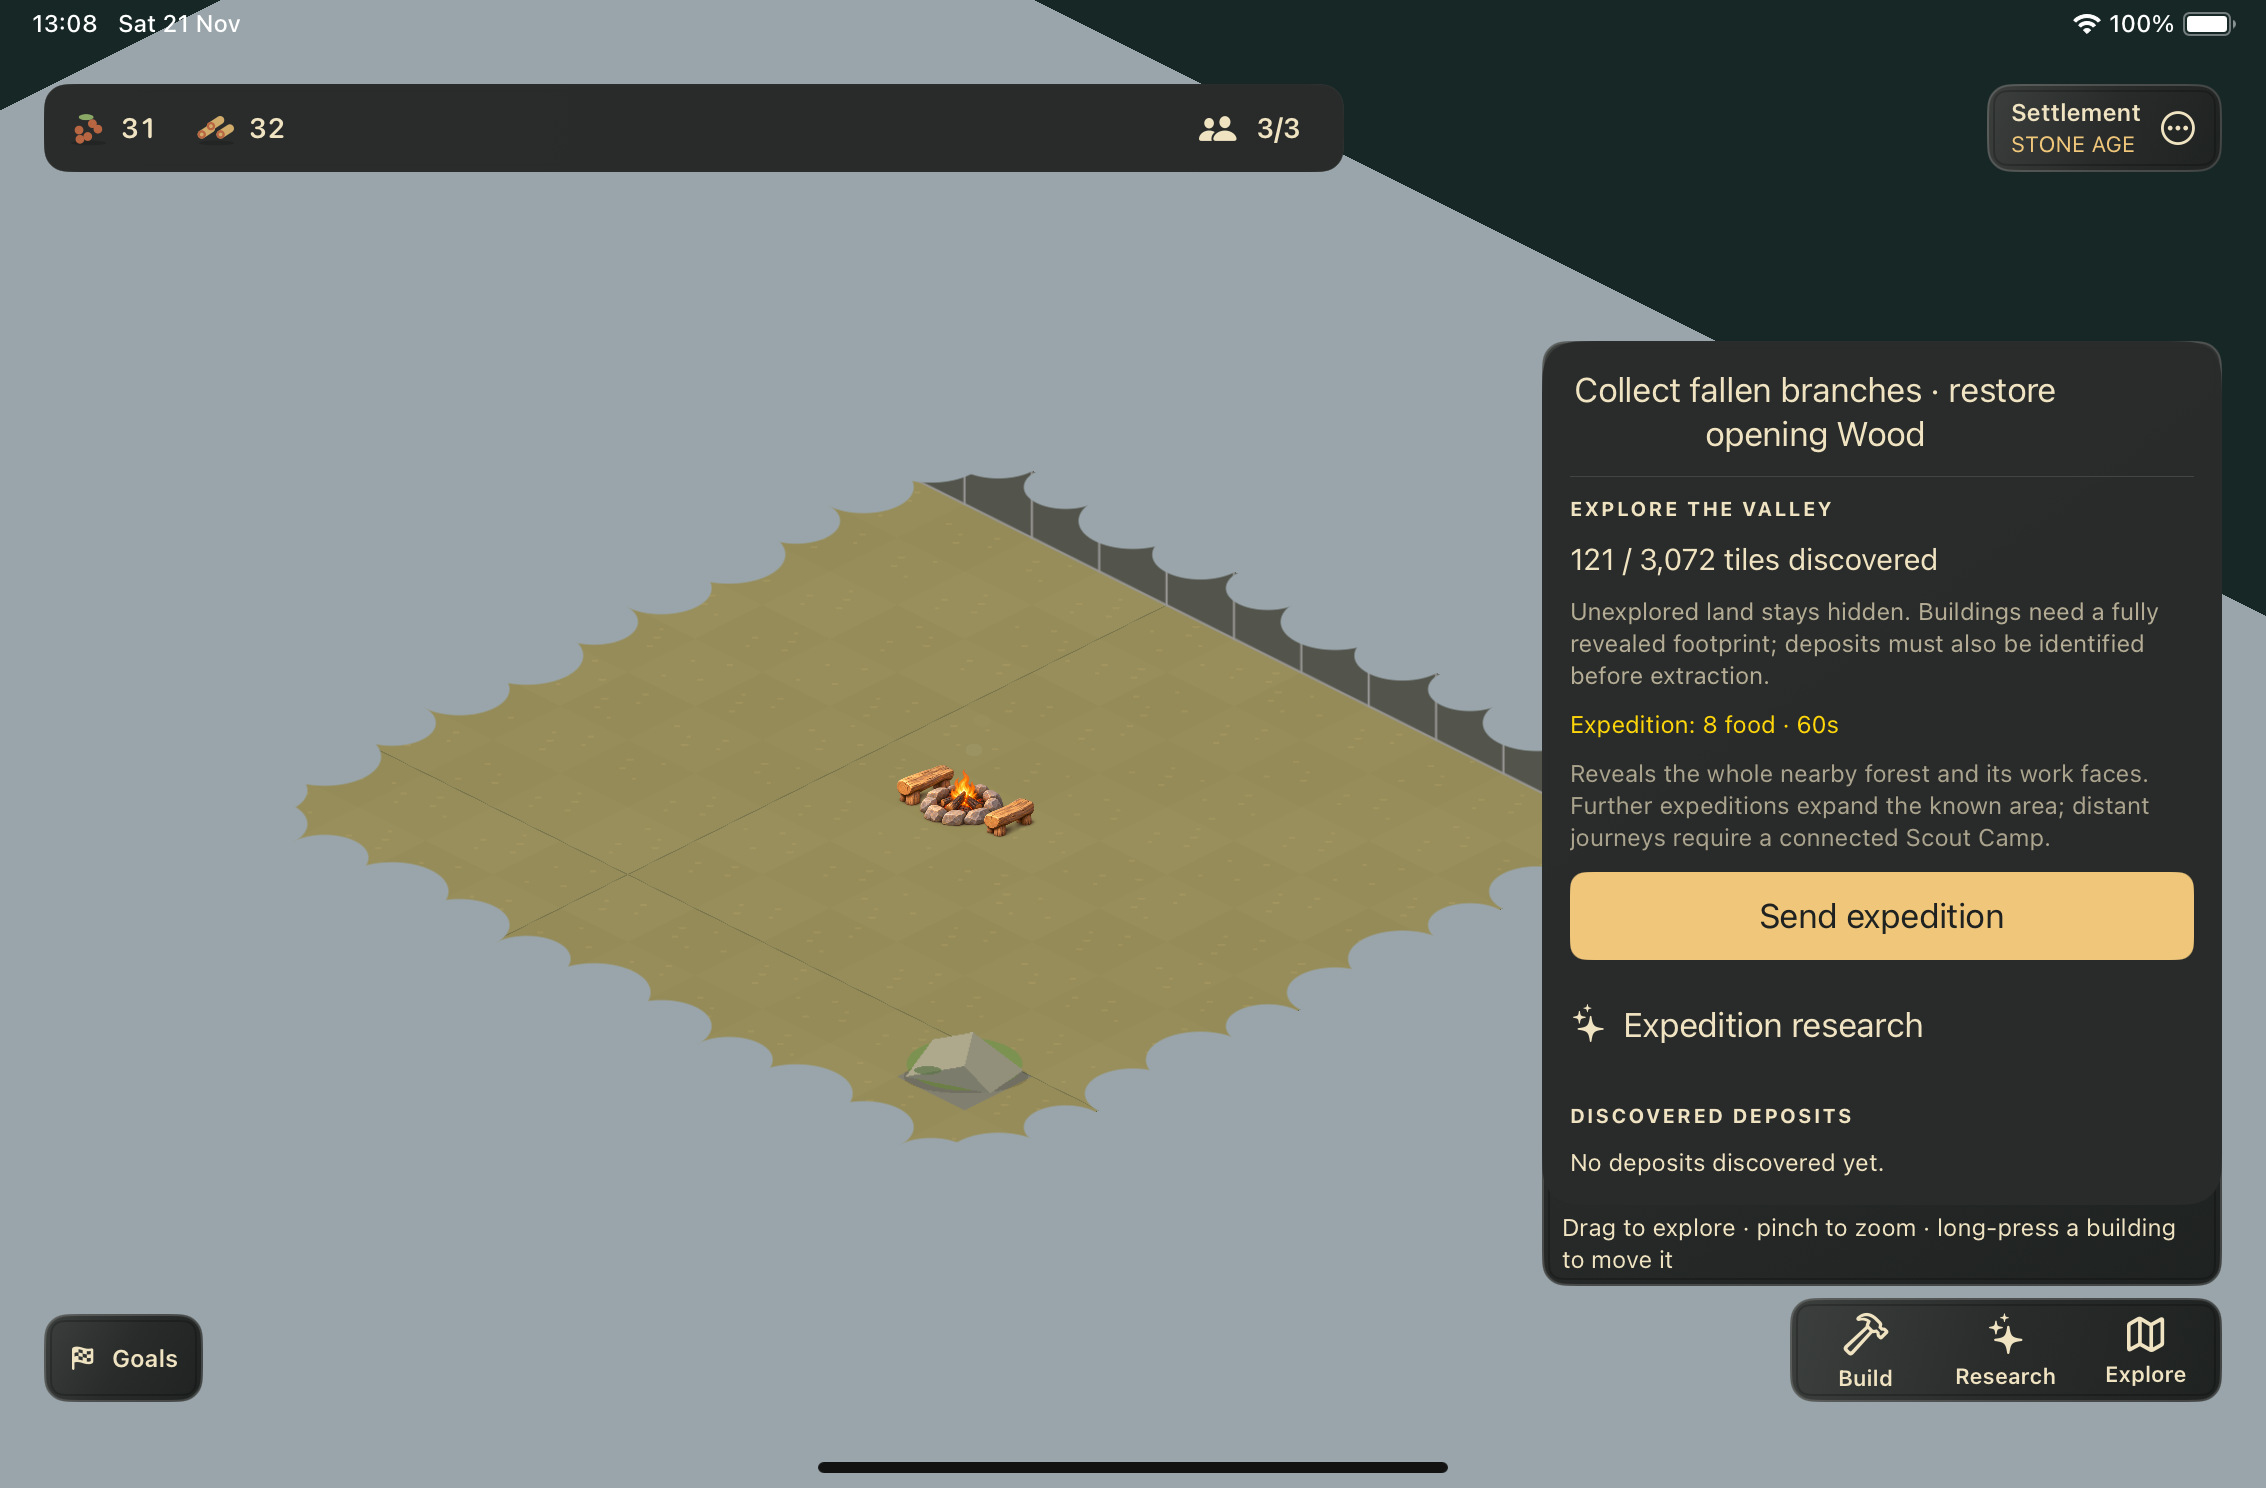 13:08 Sat 21 Nov
100%
31 32 3/3
Settlement
STONE AGE
Collect fallen branches · restore
opening Wood
EXPLORE THE VALLEY
121 / 3,072 tiles discovered
Unexplored land stays hidden. Buildings need a fully
revealed footprint; deposits must also be identified
before extraction.
Expedition: 8 food · 60s
Reveals the whole nearby forest and its work faces.
Further expeditions expand the known area; distant
journeys require a connected Scout Camp.
Send expedition
Expedition research
DISCOVERED DEPOSITS
No deposits discovered yet.
Drag to explore · pinch to zoom · long-press a building
to move it
Goals
Build Research Explore